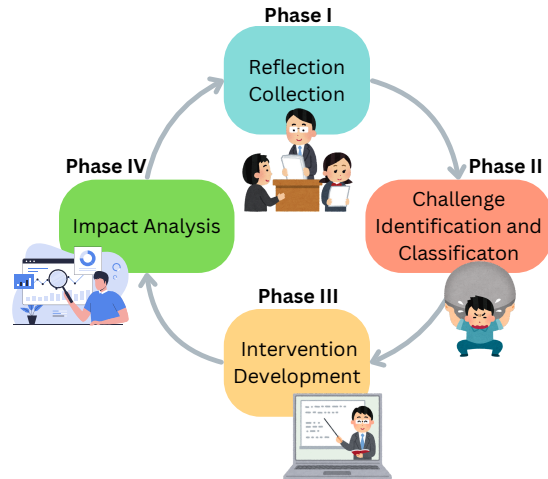 Phase I
Reflection
Collection
Phase II
Challenge
Identification and
Classificaton
Phase III
Intervention
Development
Phase IV
Impact Analysis